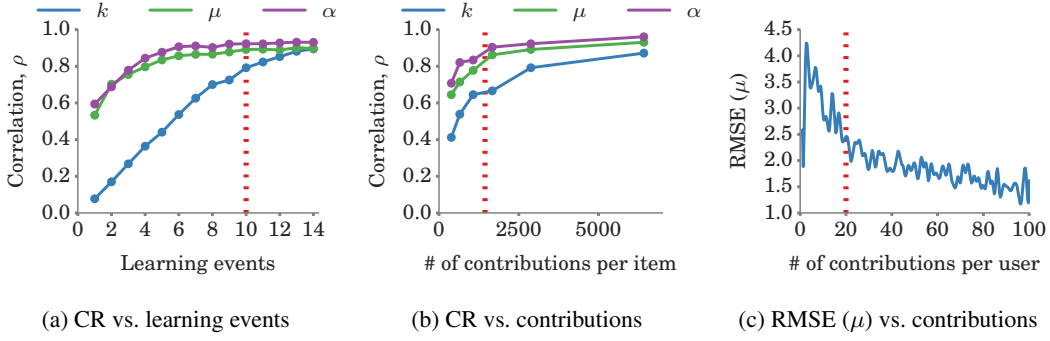 k μ α
Correlation, ρ
1.0
0.8
0.6
0.4
0.2
0.0
0 2 4 6 8 10 12 14
Learning events
(a) CR vs. learning events
k μ α
Correlation, ρ
1.0
0.8
0.6
0.4
0.2
0.0
0 2500 5000
# of contributions per item
(b) CR vs. contributions
RMSE (μ)
4.5
4.0
3.5
3.0
2.5
2.0
1.5
1.0
0 20 40 60 80 100
# of contributions per user
(c) RMSE (μ) vs. contributions